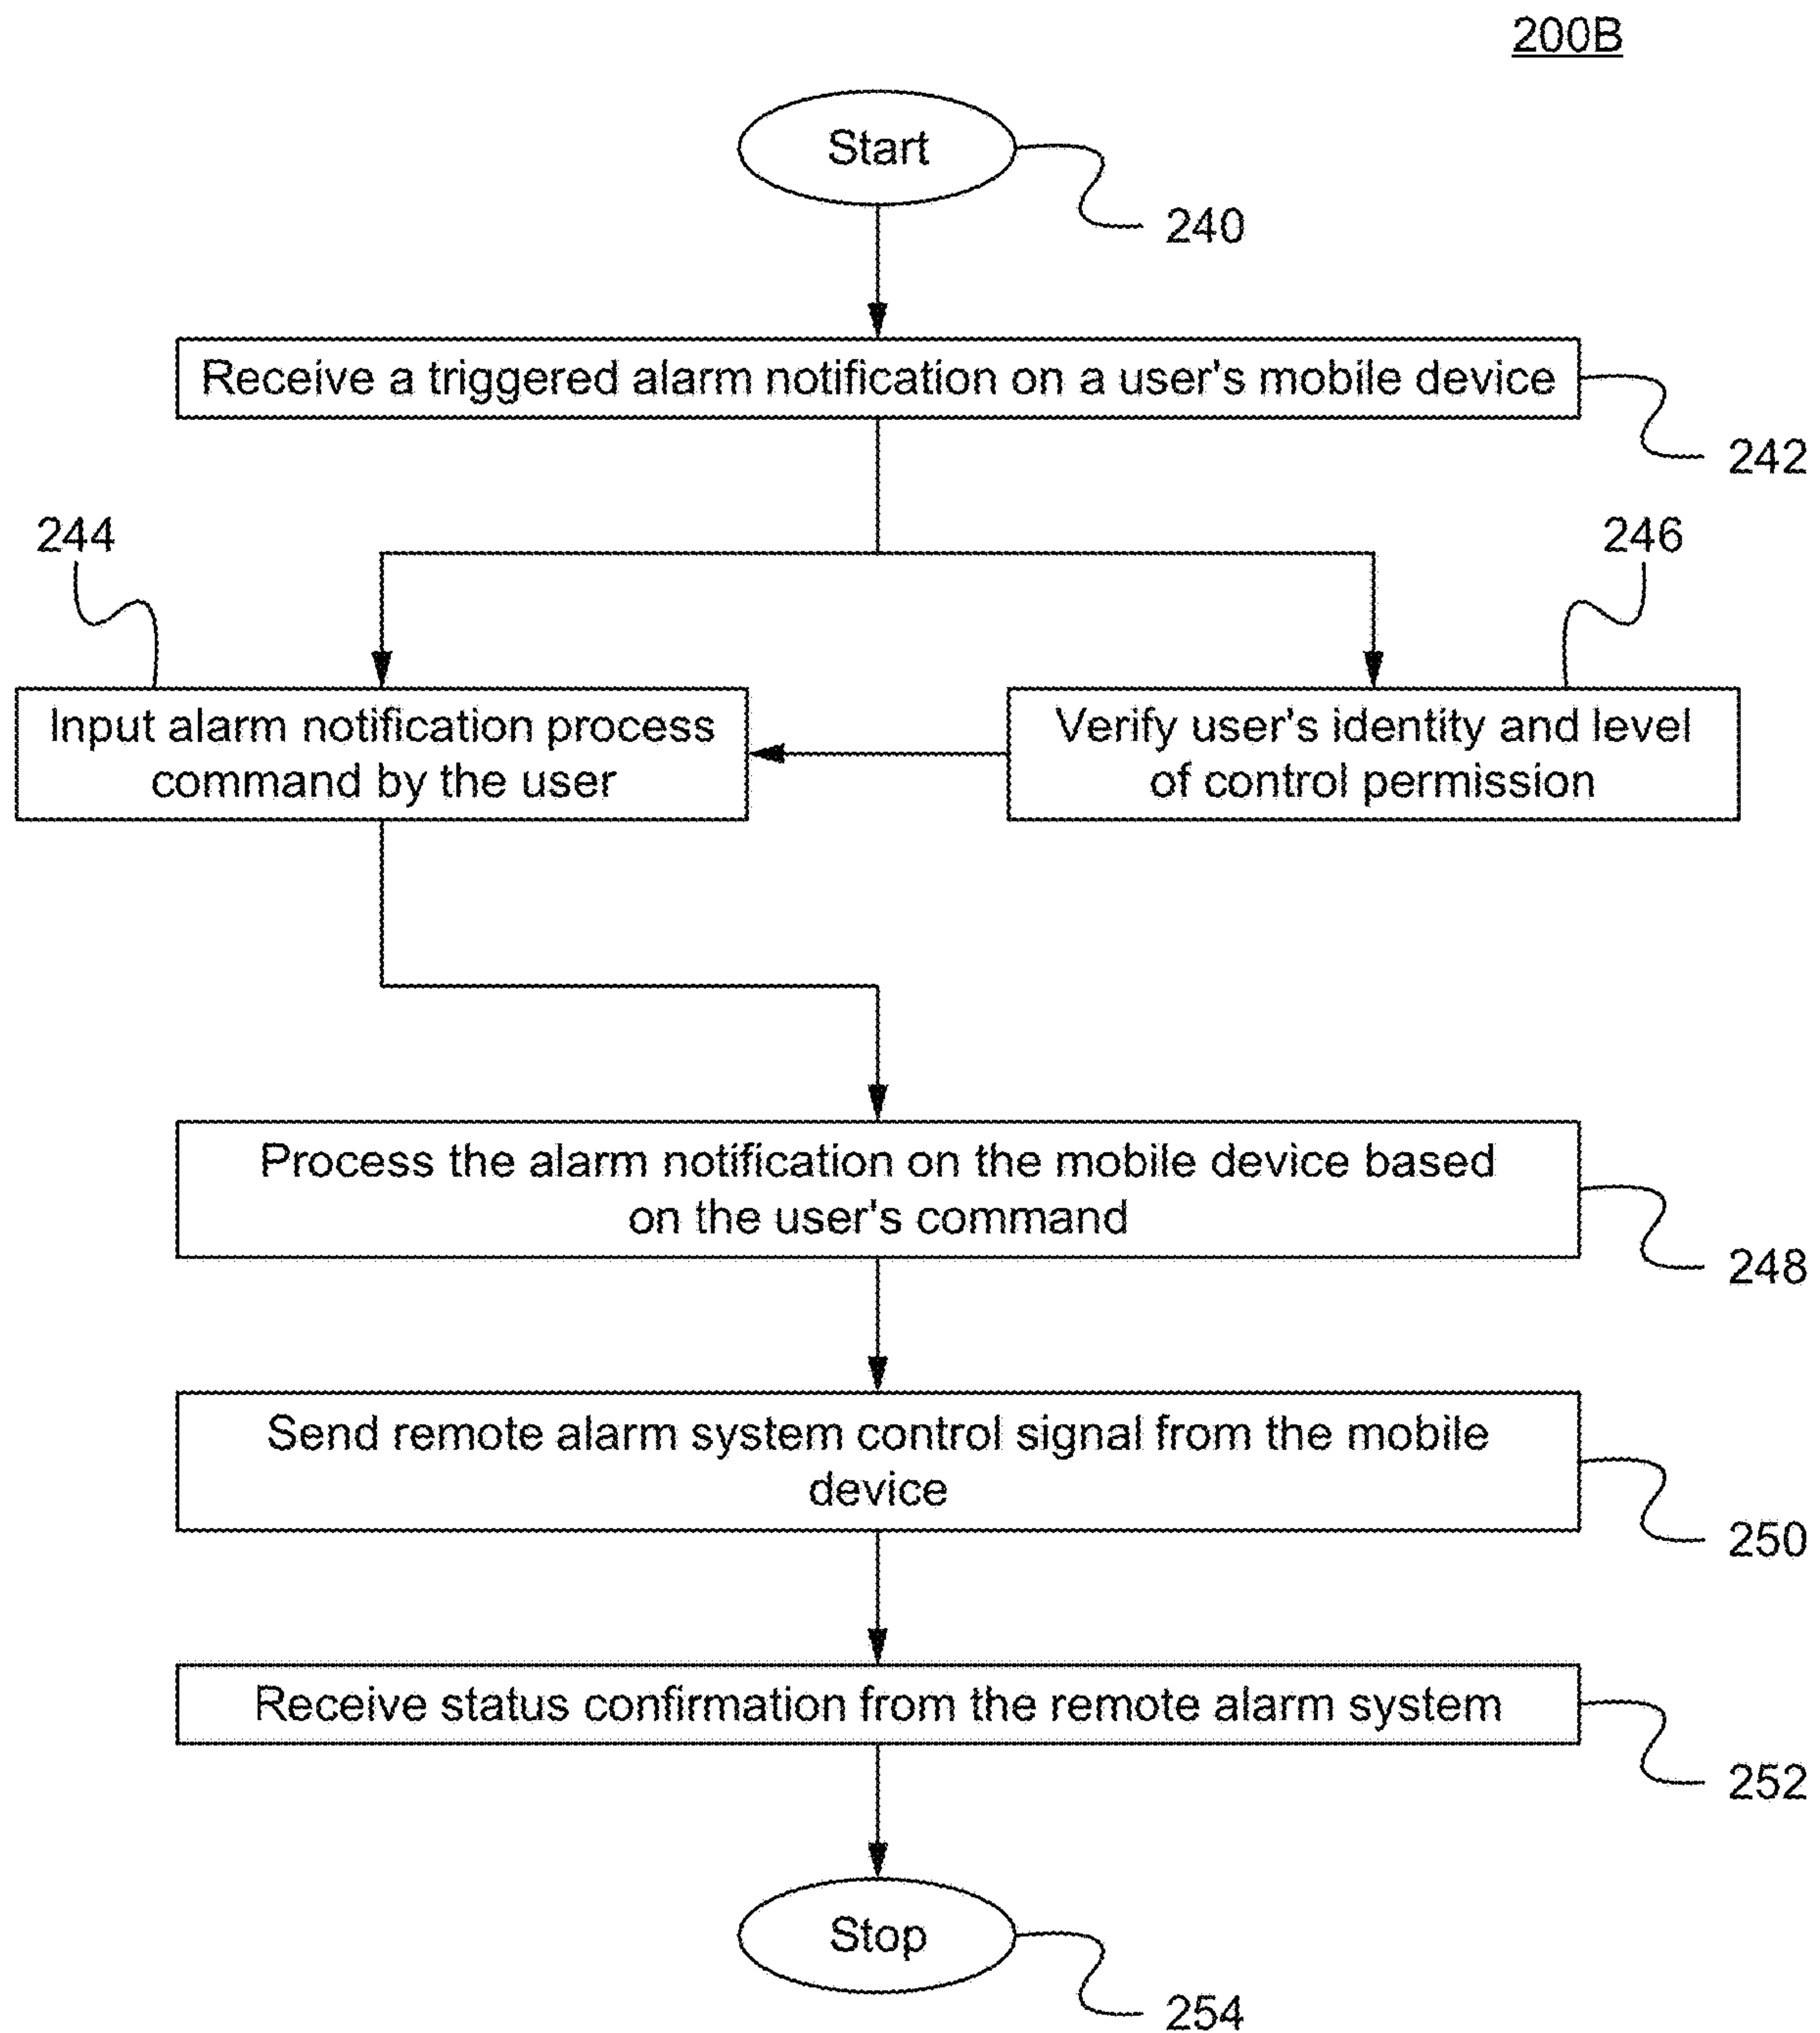 200B
Start
240
Receive a triggered alarm notification on a user's mobile device
242
244
246
Input alarm notification process
command by the user
Verify user's identity and level
of control permission
Process the alarm notification on the mobile device based
on the user's command
248
Send remote alarm system control signal from the mobile
device
250
Receive status confirmation from the remote alarm system
252
Stop
254